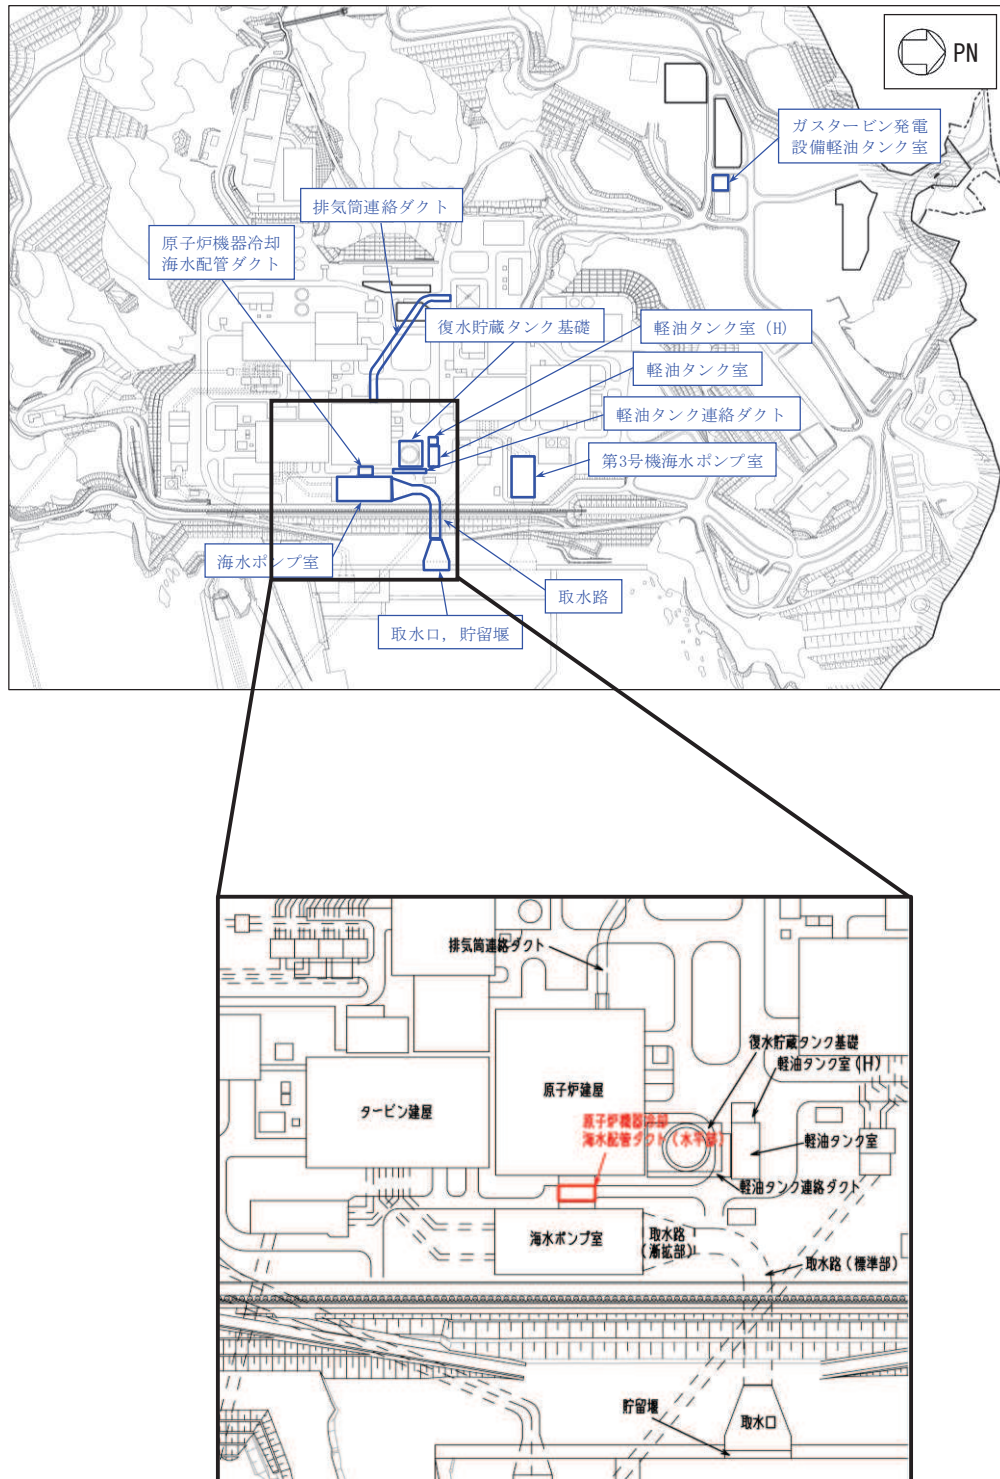 PN
ガスタービン発電
設備軽油タンク室
排気筒連絡ダクト
原子炉機器冷却
海水配管ダクト
復水貯蔵タンク基礎
軽油タンク室（H）
軽油タンク室
軽油タンク連絡ダクト
第3号機海水ポンプ室
海水ポンプ室
取水路
取水口，貯留堰
排気筒連絡ダクト
復水貯蔵タンク基礎
軽油タンク室（H）
原子炉建屋
タービン建屋
原子炉機器冷却
海水配管ダクト（水平部）
軽油タンク室
軽油タンク連絡ダクト
海水ポンプ室
取水路
（漸拡部）
取水路（標準部）
貯留堰
取水口